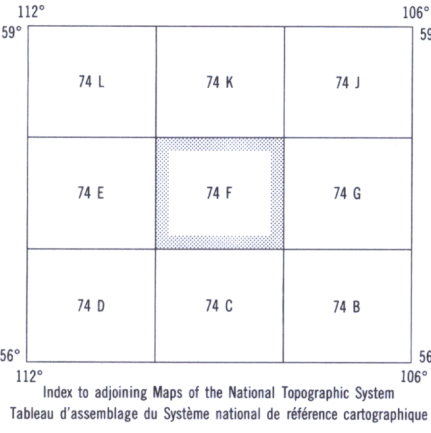 112° 106°
59° 59
74 L 74 K 74 J
74 E 74 F 74 G
74 D 74 C 74 B
56° 56
112° 106°
Index to adjoining Maps of the National Topographic System
Tableau d'assemblage du Système national de référence cartographique